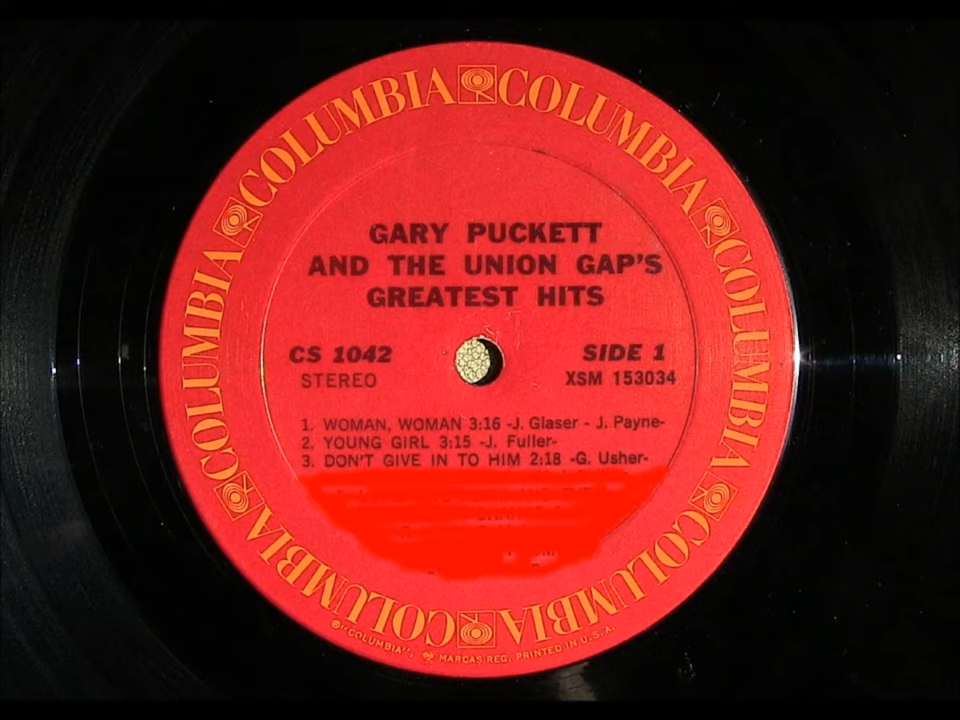 COLUMBIA COLUMBIA COLUMBIA COLUMBIA COLUMBIA COLUMBIA COLUMBIA COLUMBIA
GARY PUCKETT
AND THE UNION GAP'S
GREATEST HITS
CS 1042
STEREO
SIDE 1
XSM 153034
1. WOMAN, WOMAN 3:16 -J. Glaser - J. Payne-
2. YOUNG GIRL 3:15 -J. Fuller-
3. DON'T GIVE IN TO HIM 2:18 -G. Usher-
®"COLUMBIA", MARCAS REG. PRINTED IN U.S.A.